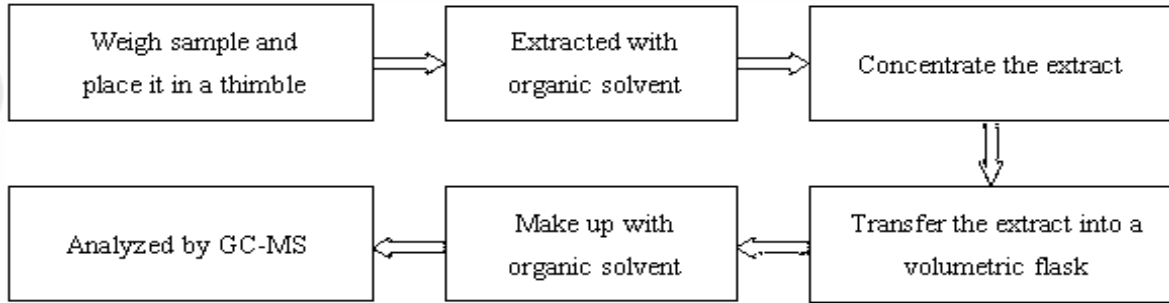 Weigh sample and
place it in a thimble
Extracted with
organic solvent
Concentrate the extract
Transfer the extract into a
volumetric flask
Make up with
organic solvent
Analyzed by GC-MS